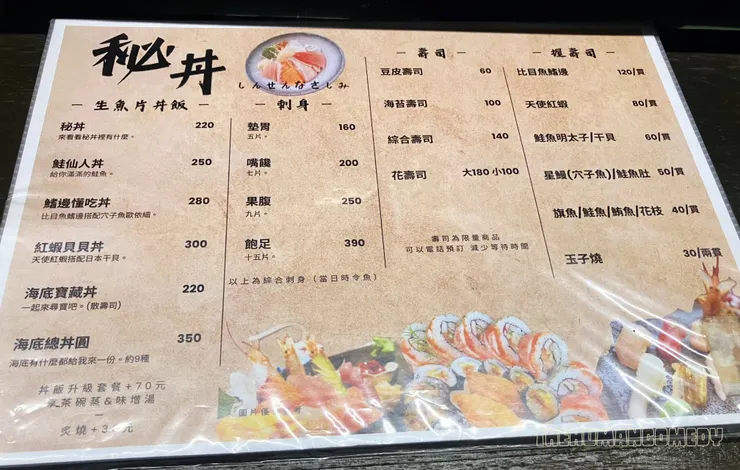 秘丼
しんせんなさしみ
生魚片丼飯
秘丼 220
來看看秘丼裡有什麼。
鮭仙人丼 250
給你滿滿的鮭魚。
鰭邊懂吃丼 280
比目魚鰭邊搭配穴子魚歐依細。
紅蝦貝貝丼 300
天使紅蝦搭配日本干貝。
海底寶藏丼 220
一起來尋寶吧。(散壽司)
海底總丼圓 350
海底有什麼都給我來一份。約9種
丼飯升級套餐+70元
茶碗蒸&味增湯
炙燒+3 元
刺身
墊胃 160
五片。
嘴饞 200
七片。
果腹 250
九片。
飽足 390
十五片。
以上為綜合刺身(當日時令魚)
壽司
豆皮壽司 60
海苔壽司 100
綜合壽司 140
花壽司 大180 小100
壽司為限量商品
可以電話預訂 減少等待時間
握壽司
比目魚鰭邊 120/貫
天使紅蝦 80/貫
鮭魚明太子/干貝 60/貫
星鰻(穴子魚)/鮭魚肚 50/貫
旗魚/鮭魚/鮪魚/花枝 40/貫
玉子燒 30/兩貫
圖片僅 考
THEHUMANCOMEDY